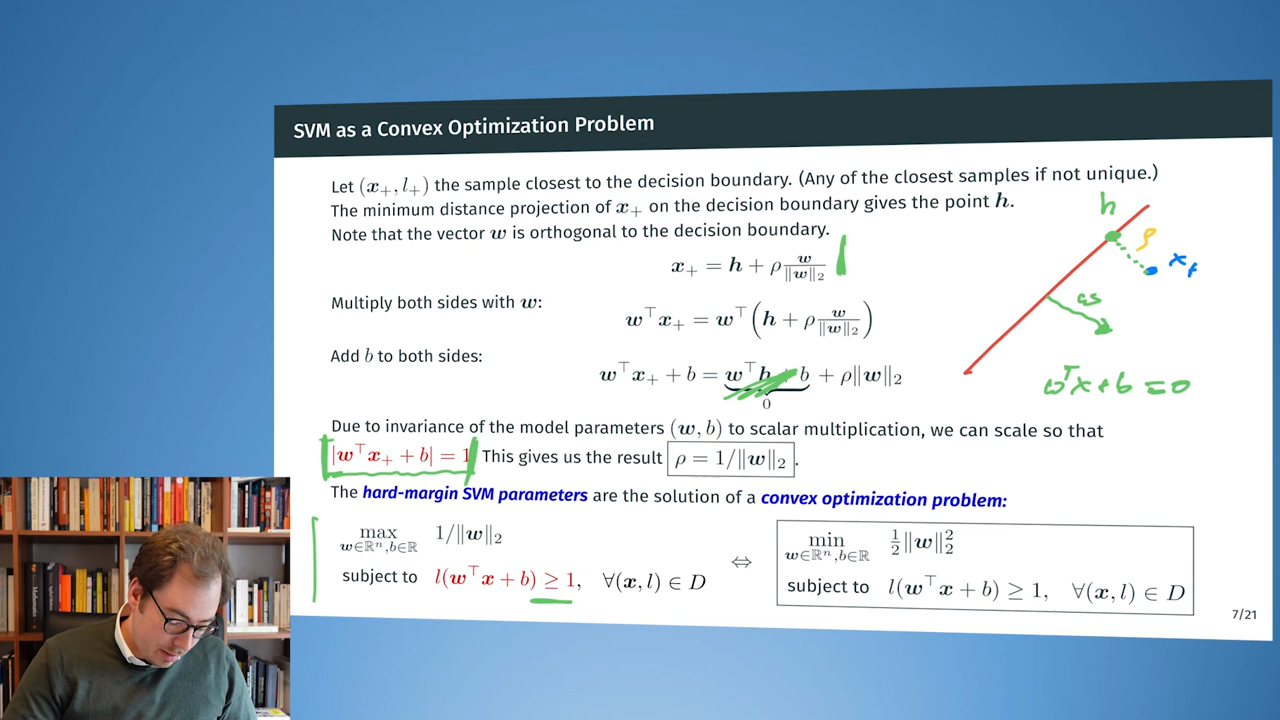 SVM as a Convex Optimization Problem
Let (x₊, l₊) the sample closest to the decision boundary. (Any of the closest samples if not unique.)
The minimum distance projection of x₊ on the decision boundary gives the point h.
Note that the vector w is orthogonal to the decision boundary.
x₊ = h + ρ w/‖w‖₂
Multiply both sides with w:
w⊤x₊ = w⊤(h + ρ w/‖w‖₂)
Add b to both sides:
w⊤x₊ + b = w⊤h + b + ρ‖w‖₂
0
h
ρ
x₊
ω
ωᵀx+b=0
Due to invariance of the model parameters (w, b) to scalar multiplication, we can scale so that
|w⊤x₊ + b| = 1 This gives us the result ρ = 1/‖w‖₂.
The hard-margin SVM parameters are the solution of a convex optimization problem:
max w∈ℝⁿ,b∈ℝ 1/‖w‖₂
subject to l(w⊤x + b) ≥ 1, ∀(x, l) ∈ D
⇔
min w∈ℝⁿ,b∈ℝ ½‖w‖₂²
subject to l(w⊤x + b) ≥ 1, ∀(x, l) ∈ D
7/21